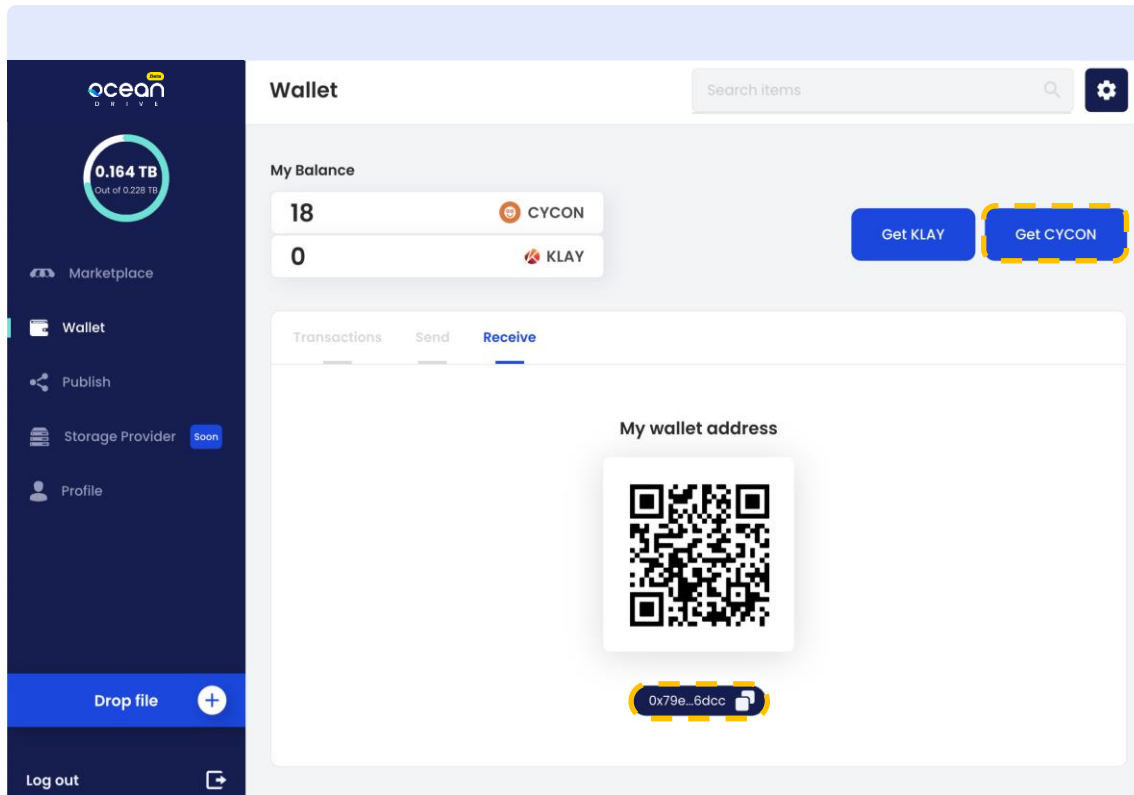 Beta
ocean
DRIVE
0.164 TB
Out of 0.228 TB
Marketplace
Wallet
Publish
Storage Provider Soon
Profile
Drop file
Log out
Wallet
Search items
My Balance
18 CYCON
0 KLAY
Get KLAY Get CYCON
Transactions Send Receive
My wallet address
0x79e...6dcc